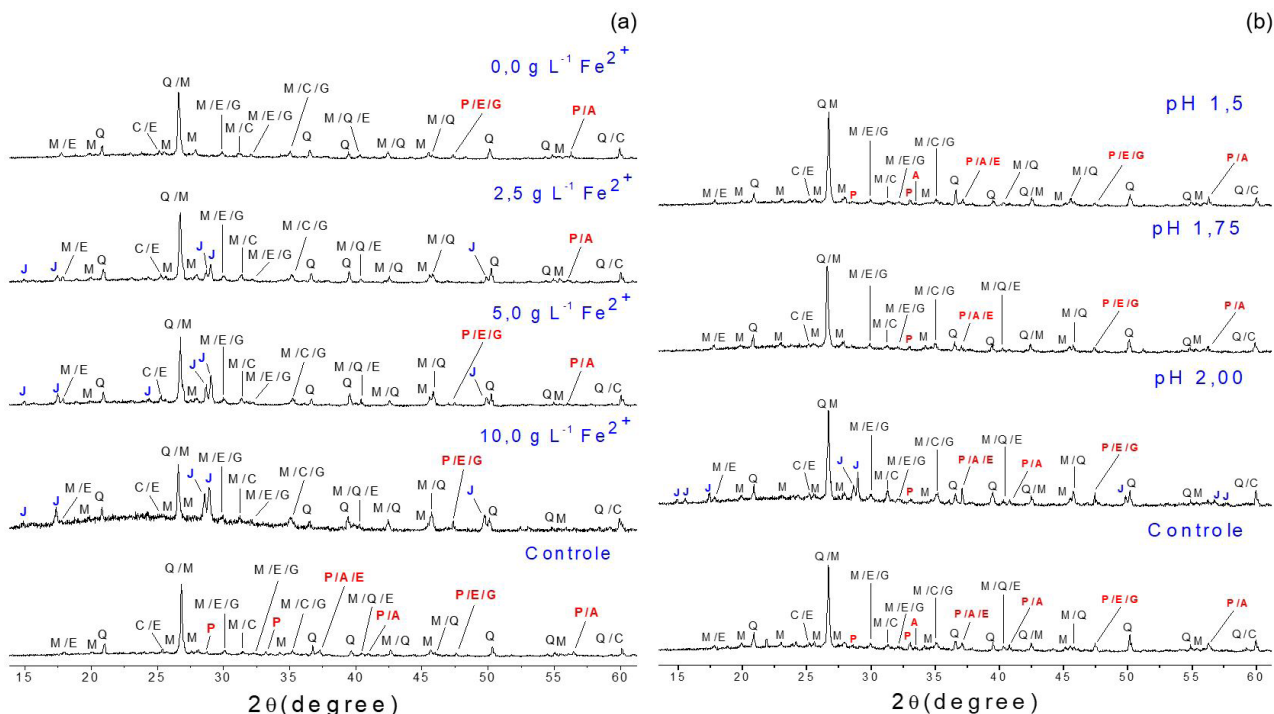 (a)
0,0 g L⁻¹ Fe²⁺
M/E M Q C/E M Q/M M M/E/G M/C M/E/G M/C/G Q Q M/Q/E M/Q M/Q P/E/G Q Q M P/A Q/C
2,5 g L⁻¹ Fe²⁺
J J M/E M Q C/E M Q/M M J J M/E/G M/C M/E/G M/C/G Q Q M/Q/E M/Q M/Q J Q Q M P/A Q/C
5,0 g L⁻¹ Fe²⁺
J J M/E M Q J C/E Q/M M J J M/E/G M/C M/E/G M/C/G Q Q M/Q/E M/Q M/Q P/E/G J Q Q M P/A Q/C
10,0 g L⁻¹ Fe²⁺
J J M/E M Q C/E M Q/M M J J M/E/G M/C M/E/G M/C/G Q Q M/Q/E M/Q M/Q P/E/G J Q Q M Q/C
Controle
M/E M Q C/E M Q/M M P M/E/G M/C M/E/G P M M/C/G Q P/A/E Q M/Q/E P/A M/Q M/Q P/E/G Q Q M P/A Q/C
15 20 25 30 35 40 45 50 55 60
2θ(degree)
(b)
pH 1,5
M/E M Q M C/E M Q M M P M/E/G M/C M/E/G P A M M/C/G Q P/A/E Q M/Q Q/M M M/Q P/E/G Q Q M P/A Q/C
pH 1,75
M/E M Q M C/E M Q/M M M/E/G M/C M/E/G P M M/C/G Q P/A/E Q M/Q/E Q/M M M/Q P/E/G Q Q M P/A Q/C
pH 2,00
J J J M/E M Q M C/E M Q M M J J M/E/G M/C M/E/G P M M/C/G Q P/A/E Q M/Q/E P/A Q/M M M/Q P/E/G J Q Q M J J Q/C
Controle
M/E M Q M C/E M Q/M M P M/E/G M/C M/E/G P A M M/C/G Q P/A/E Q M/Q/E P/A Q/M M M/Q P/E/G Q Q M P/A Q/C
15 20 25 30 35 40 45 50 55 60
2θ(degree)